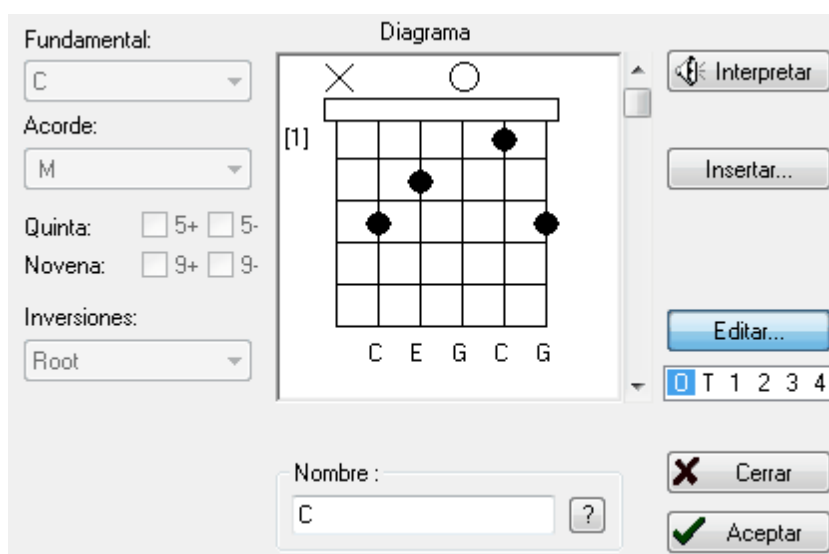 Fundamental:
C
Acorde:
M
Quinta: 5+ 5-
Novena: 9+ 9-
Inversiones:
Root
Diagrama
[1]
C E G C G
Nombre :
C
?
Interpretar
Insertar...
Editar...
0 T 1 2 3 4
Cerrar
Aceptar